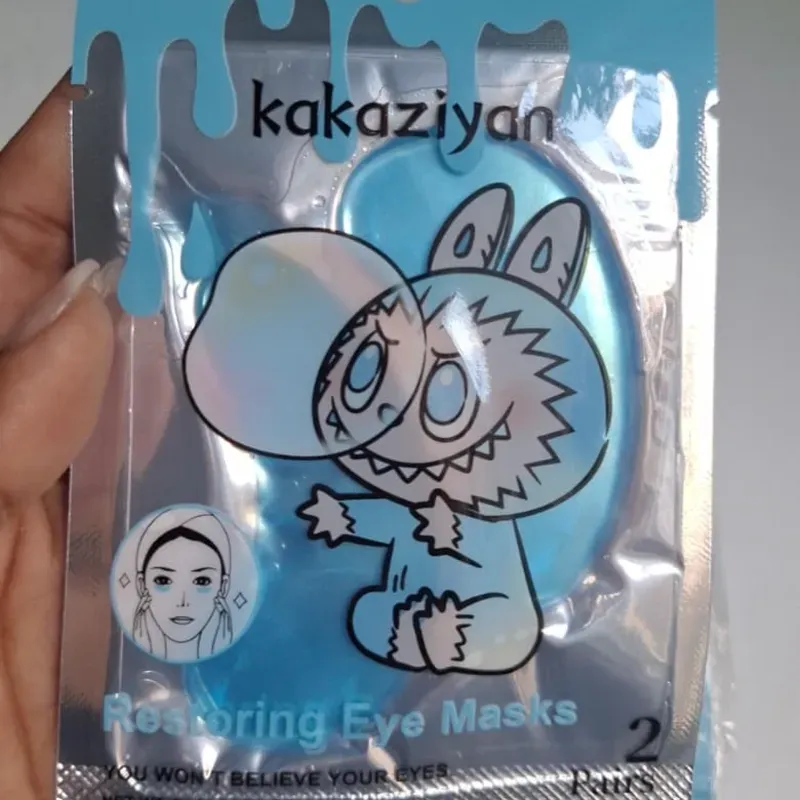 kakaziyan
Restoring Eye Masks
2
Pairs
YOU WON'T BELIEVE YOUR EYES